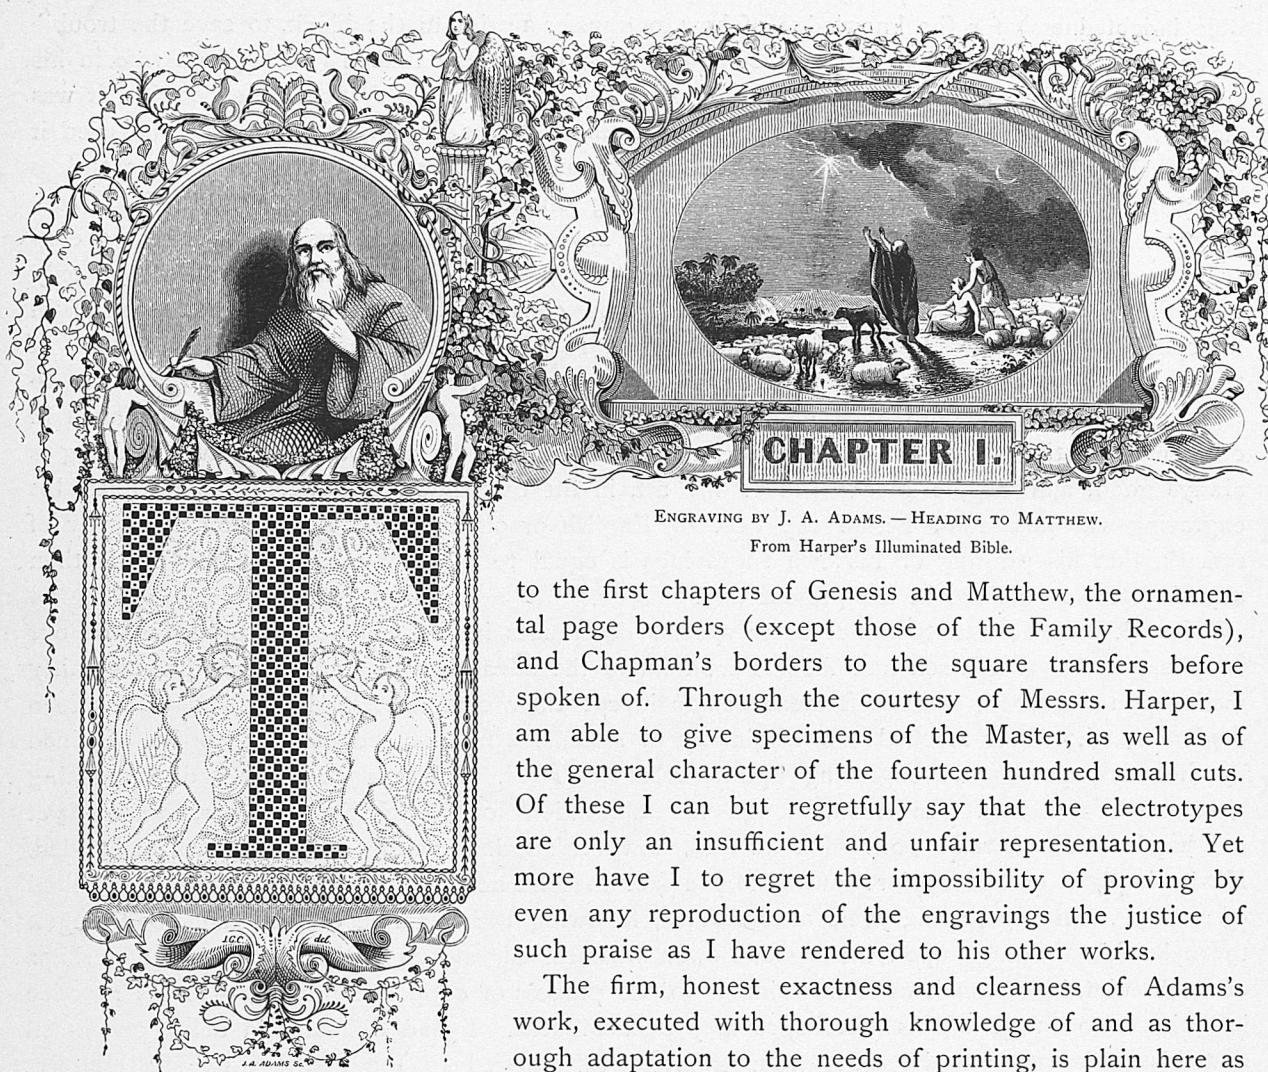 CHAPTER I.
T
ENGRAVING BY J. A. ADAMS. — HEADING TO MATTHEW.
From Harper's Illuminated Bible.
to the first chapters of Genesis and Matthew, the ornamen-
tal page borders (except those of the Family Records),
and Chapman's borders to the square transfers before
spoken of. Through the courtesy of Messrs. Harper, I
am able to give specimens of the Master, as well as of
the general character of the fourteen hundred small cuts.
Of these I can but regretfully say that the electrotypes
are only an insufficient and unfair representation. Yet
more have I to regret the impossibility of proving by
even any reproduction of the engravings the justice of
such praise as I have rendered to his other works.
The firm, honest exactness and clearness of Adams's
work, executed with thorough knowledge of and as thor-
ough adaptation to the needs of printing, is plain here as
J.G.C. del.
J. A. ADAMS Sc.